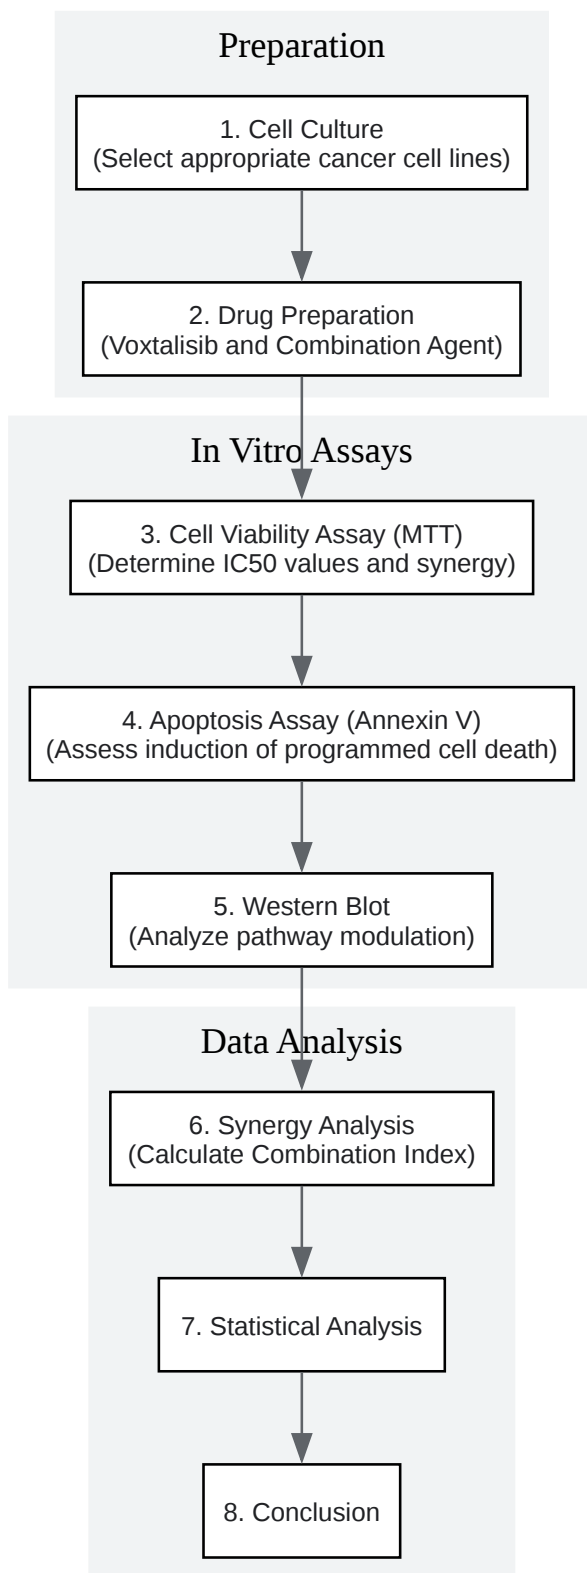 Preparation
1. Cell Culture
(Select appropriate cancer cell lines)
2. Drug Preparation
(Voxtalisib and Combination Agent)
In Vitro Assays
3. Cell Viability Assay (MTT)
(Determine IC50 values and synergy)
4. Apoptosis Assay (Annexin V)
(Assess induction of programmed cell death)
5. Western Blot
(Analyze pathway modulation)
Data Analysis
6. Synergy Analysis
(Calculate Combination Index)
7. Statistical Analysis
8. Conclusion